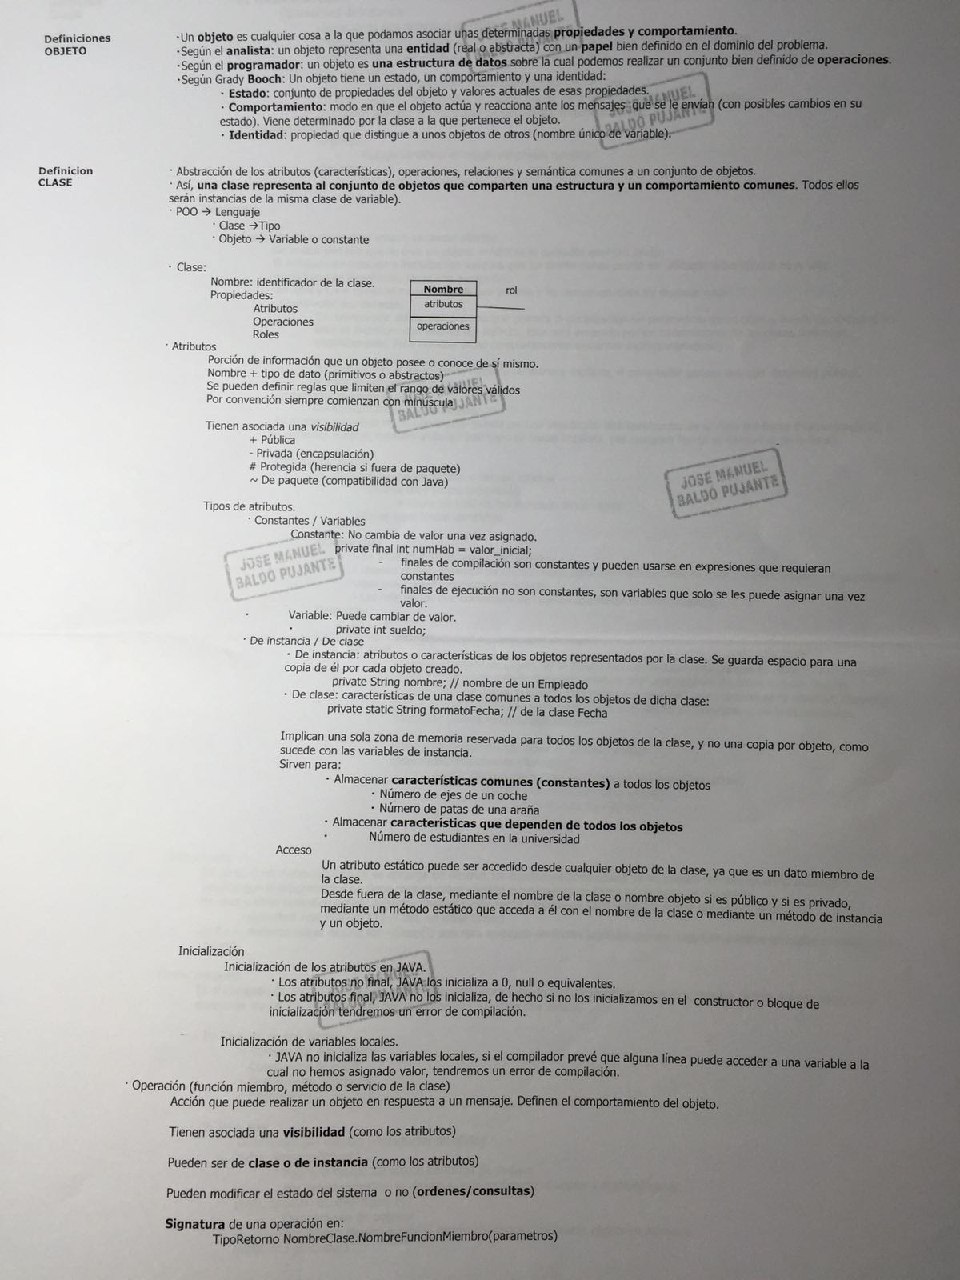 Definiciones
OBJETO
· Un objeto es cualquier cosa a la que podamos asociar unas determinadas propiedades y comportamiento.
· Según el analista: un objeto representa una entidad (real o abstracta) con un papel bien definido en el dominio del problema.
· Según el programador: un objeto es una estructura de datos sobre la cual podemos realizar un conjunto bien definido de operaciones.
· Según Grady Booch: Un objeto tiene un estado, un comportamiento y una identidad:
· Estado: conjunto de propiedades del objeto y valores actuales de esas propiedades.
· Comportamiento: modo en que el objeto actúa y reacciona ante los mensajes que se le envían (con posibles cambios en su
estado). Viene determinado por la clase a la que pertenece el objeto.
· Identidad: propiedad que distingue a unos objetos de otros (nombre único de variable).
JOSE MANUEL
BALDO PUJANTE
JOSE MANUEL
BALDO PUJANTE
Definicion
CLASE
· Abstracción de los atributos (características), operaciones, relaciones y semántica comunes a un conjunto de objetos.
· Así, una clase representa al conjunto de objetos que comparten una estructura y un comportamiento comunes. Todos ellos
serán instancias de la misma clase de variable).
· POO → Lenguaje
· Clase →Tipo
· Objeto → Variable o constante
· Clase:
Nombre: identificador de la clase.
Propiedades:
Atributos
Operaciones
Roles
Nombre
atributos
operaciones
rol
· Atributos
Porción de información que un objeto posee o conoce de sí mismo.
Nombre + tipo de dato (primitivos o abstractos)
Se pueden definir reglas que limiten el rango de valores válidos
Por convención siempre comienzan con minúscula
JOSE MANUEL
BALDO PUJANTE
Tienen asociada una visibilidad
+ Pública
- Privada (encapsulación)
# Protegida (herencia si fuera de paquete)
~ De paquete (compatibilidad con Java)
JOSE MANUEL
BALDO PUJANTE
Tipos de atributos.
· Constantes / Variables
Constante: No cambia de valor una vez asignado.
private final int numHab = valor_inicial;
- finales de compilación son constantes y pueden usarse en expresiones que requieran
constantes
- finales de ejecución no son constantes, son variables que solo se les puede asignar una vez
valor.
JOSE MANUEL
BALDO PUJANTE
· Variable: Puede cambiar de valor.
· private int sueldo;
· De instancia / De clase
· De instancia: atributos o características de los objetos representados por la clase. Se guarda espacio para una
copia de él por cada objeto creado.
private String nombre; // nombre de un Empleado
· De clase: características de una clase comunes a todos los objetos de dicha clase:
private static String formatoFecha; // de la clase Fecha
Implican una sola zona de memoria reservada para todos los objetos de la clase, y no una copia por objeto, como
sucede con las variables de instancia.
Sirven para:
· Almacenar características comunes (constantes) a todos los objetos
· Número de ejes de un coche
· Número de patas de una araña
· Almacenar características que dependen de todos los objetos
· Número de estudiantes en la universidad
Acceso
Un atributo estático puede ser accedido desde cualquier objeto de la clase, ya que es un dato miembro de
la clase.
Desde fuera de la clase, mediante el nombre de la clase o nombre objeto si es público y si es privado,
mediante un método estático que acceda a él con el nombre de la clase o mediante un método de instancia
y un objeto.
Inicialización
Inicialización de los atributos en JAVA.
· Los atributos no final, JAVA los inicializa a 0, null o equivalentes.
· Los atributos final, JAVA no los inicializa, de hecho si no los inicializamos en el constructor o bloque de
inicialización tendremos un error de compilación.
Inicialización de variables locales.
· JAVA no inicializa las variables locales, si el compilador prevé que alguna línea puede acceder a una variable a la
cual no hemos asignado valor, tendremos un error de compilación.
· Operación (función miembro, método o servicio de la clase)
Acción que puede realizar un objeto en respuesta a un mensaje. Definen el comportamiento del objeto.
Tienen asociada una visibilidad (como los atributos)
Pueden ser de clase o de instancia (como los atributos)
Pueden modificar el estado del sistema o no (ordenes/consultas)
Signatura de una operación en:
TipoRetorno NombreClase.NombreFuncionMiembro(parametros)